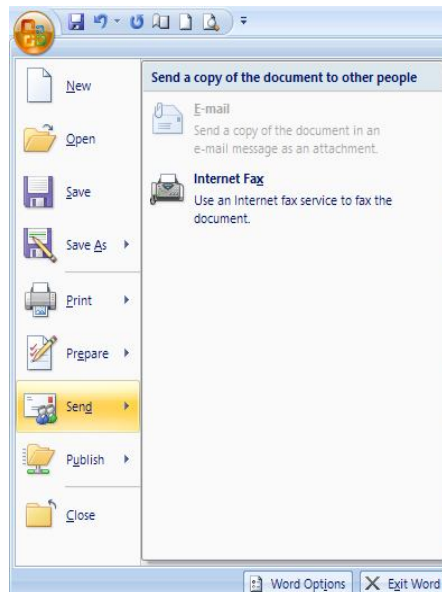 New
Open
Save
Save As
Print
Prepare
Send
Publish
Close
Send a copy of the document to other people
E-mail
Send a copy of the document in an
e-mail message as an attachment.
Internet Fax
Use an Internet fax service to fax the
document.
Word Options
Exit Word